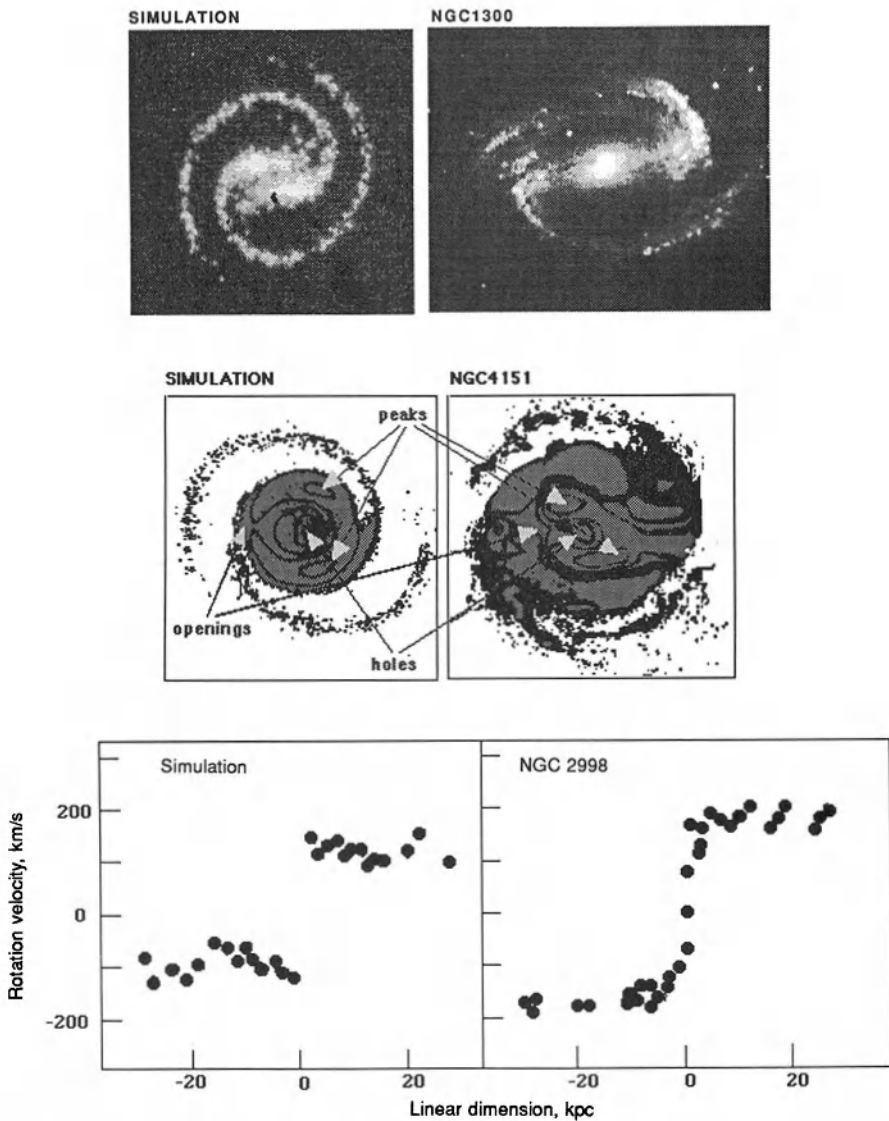 SIMULATION
NGC1300
SIMULATION
NGC4151
peaks
openings
holes
Simulation
NGC 2998
Rotation velocity, km/s
200
0
-200
-20
0
20
-20
0
20
Linear dimension, kpc